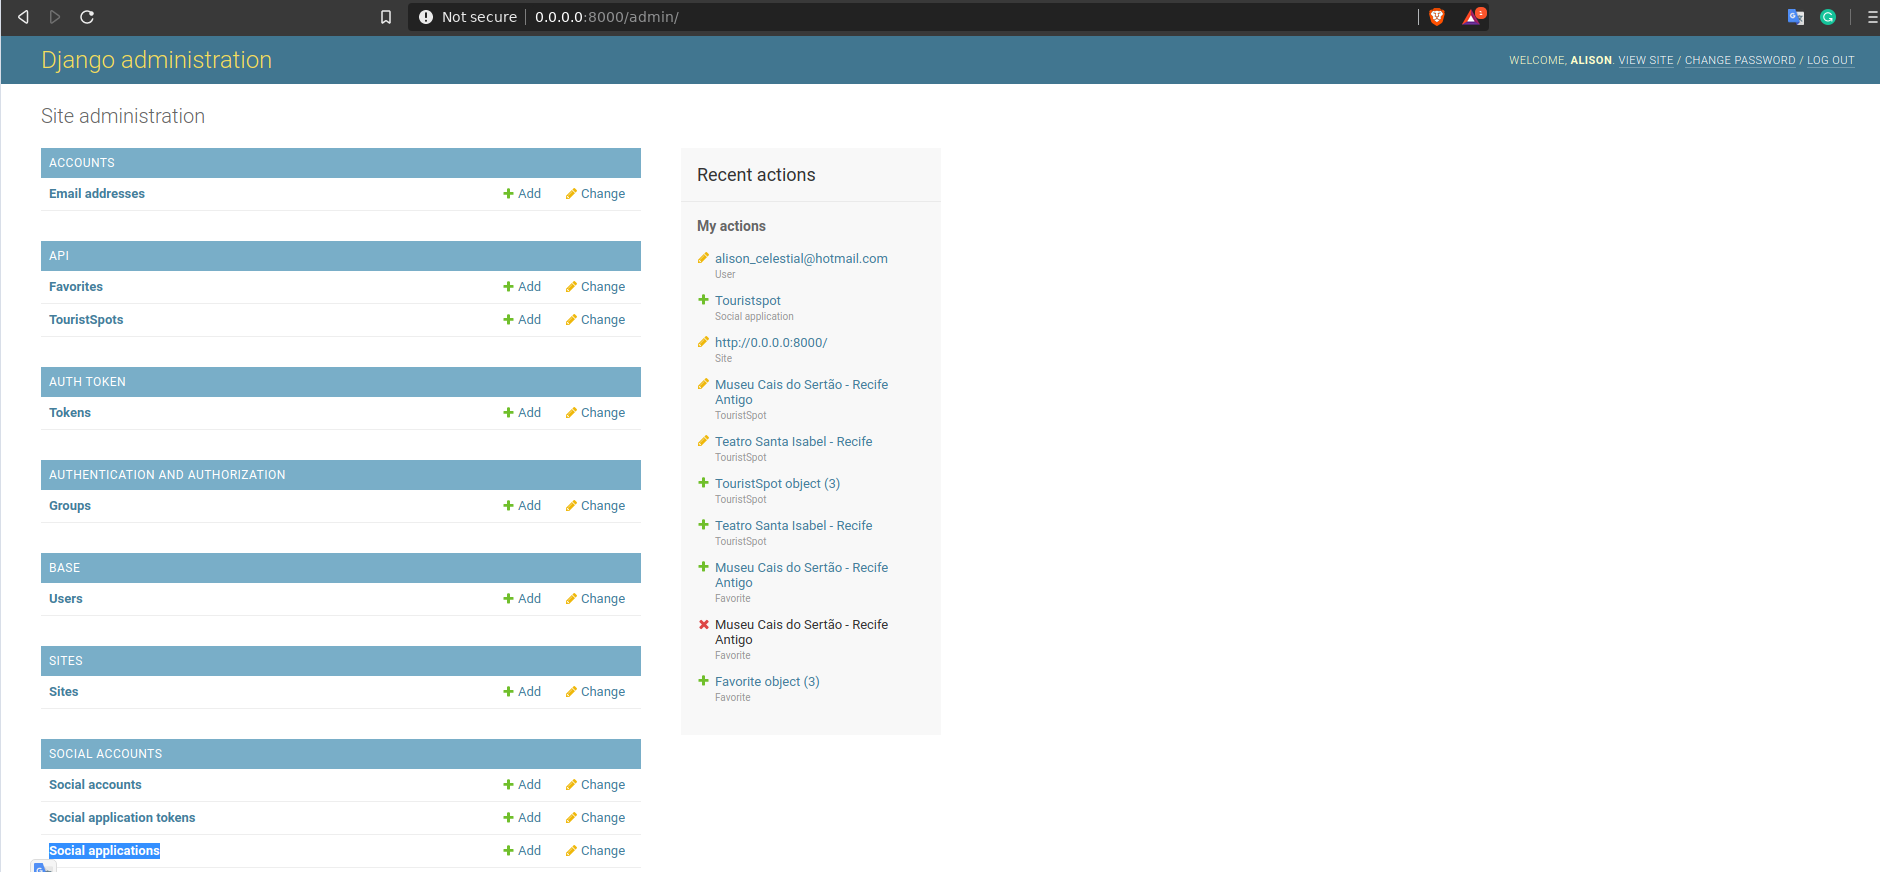 Not secure 0.0.0.0:8000/admin/ 1
Django administration
WELCOME, ALISON. VIEW SITE / CHANGE PASSWORD / LOG OUT
Site administration
ACCOUNTS
Email addresses Add Change
API
Favorites Add Change
TouristSpots Add Change
AUTH TOKEN
Tokens Add Change
AUTHENTICATION AND AUTHORIZATION
Groups Add Change
BASE
Users Add Change
SITES
Sites Add Change
SOCIAL ACCOUNTS
Social accounts Add Change
Social application tokens Add Change
Social applications Add Change
Recent actions
My actions
alison_celestial@hotmail.com
User
Touristspot
Social application
http://0.0.0.0:8000/
Site
Museu Cais do Sertão - Recife
Antigo
TouristSpot
Teatro Santa Isabel - Recife
TouristSpot
TouristSpot object (3)
TouristSpot
Teatro Santa Isabel - Recife
TouristSpot
Museu Cais do Sertão - Recife
Antigo
Favorite
Museu Cais do Sertão - Recife
Antigo
Favorite
Favorite object (3)
Favorite